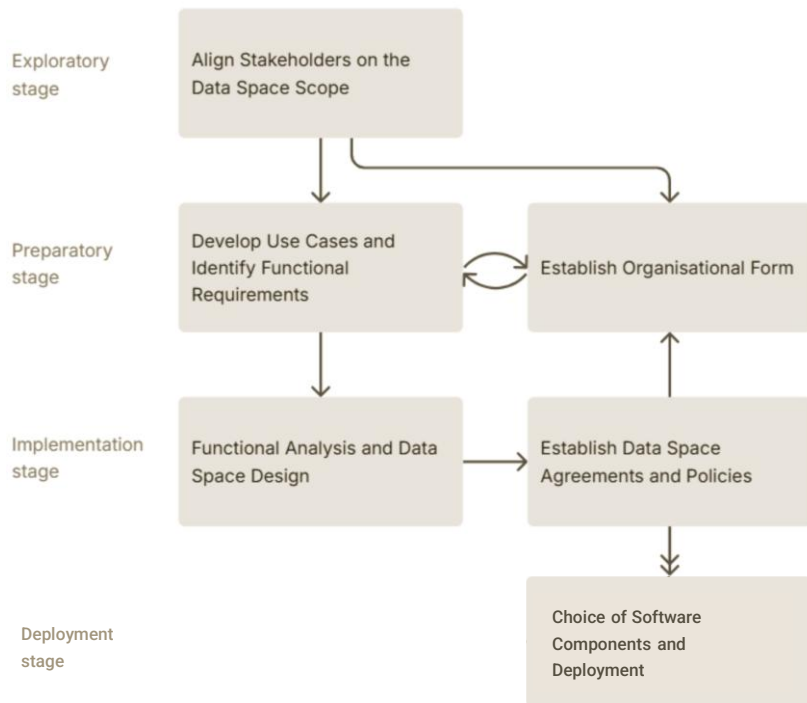 Exploratory
stage
Align Stakeholders on the
Data Space Scope
Preparatory
stage
Develop Use Cases and
Identify Functional
Requirements
Establish Organisational Form
Implementation
stage
Functional Analysis and Data
Space Design
Establish Data Space
Agreements and Policies
Deployment
stage
Choice of Software
Components and
Deployment